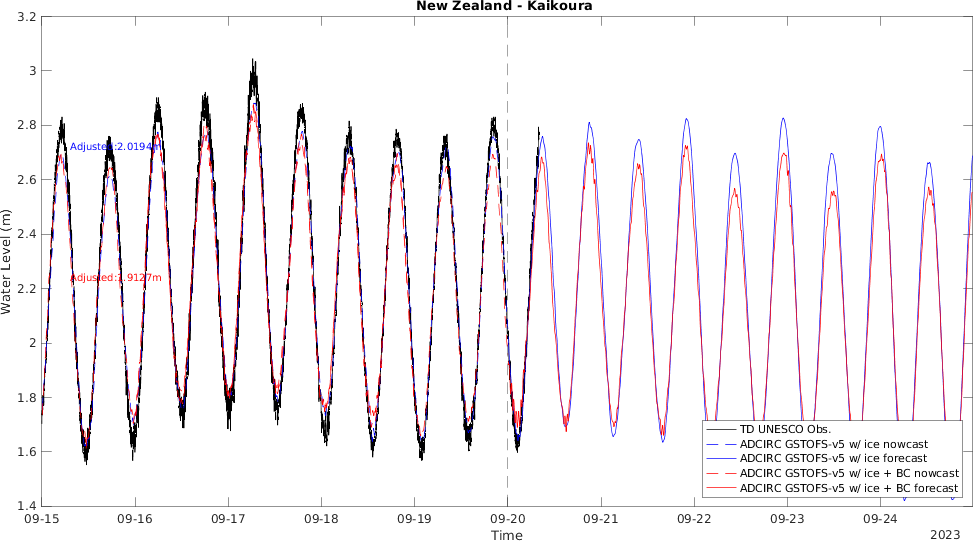 New Zealand - Kaikoura
3.2
3
2.8
2.6
2.4
2.2
2
1.8
1.6
1.4
Water Level (m)
Adjusted:2.0194m
Adjusted:1.9127m
TD UNESCO Obs.
ADCIRC GSTOFS-v5 w/ ice nowcast
ADCIRC GSTOFS-v5 w/ ice forecast
ADCIRC GSTOFS-v5 w/ ice + BC nowcast
ADCIRC GSTOFS-v5 w/ ice + BC forecast
09-15 09-16 09-17 09-18 09-19 09-20 09-21 09-22 09-23 09-24
Time
2023